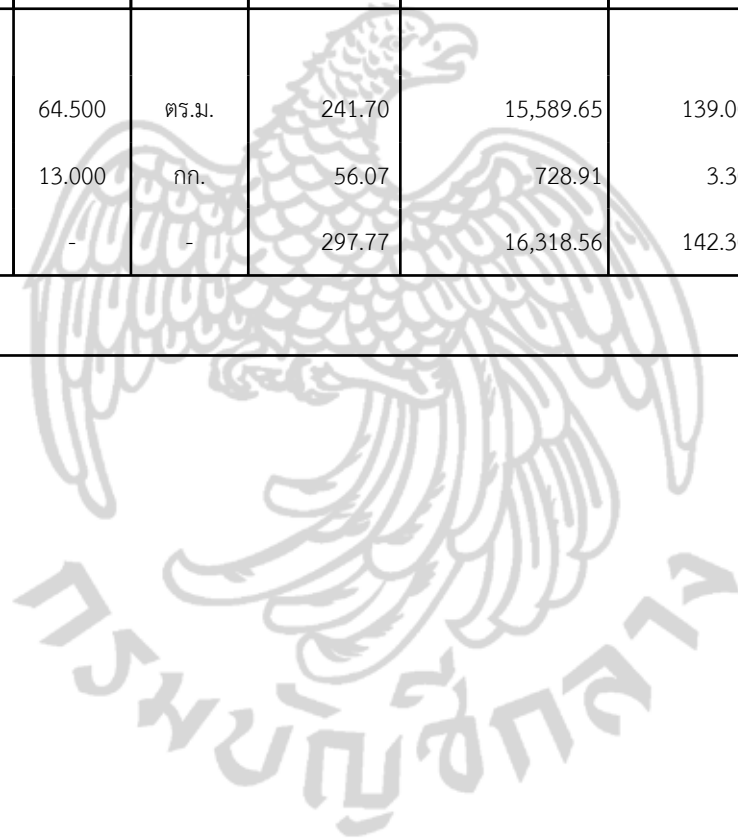 64.500 ตร.ม. 241.70 15,589.65 139.0
13.000 กก. 56.07 728.91 3.3
- - 297.77 16,318.56 142.3
กรมบัญชีกลาง